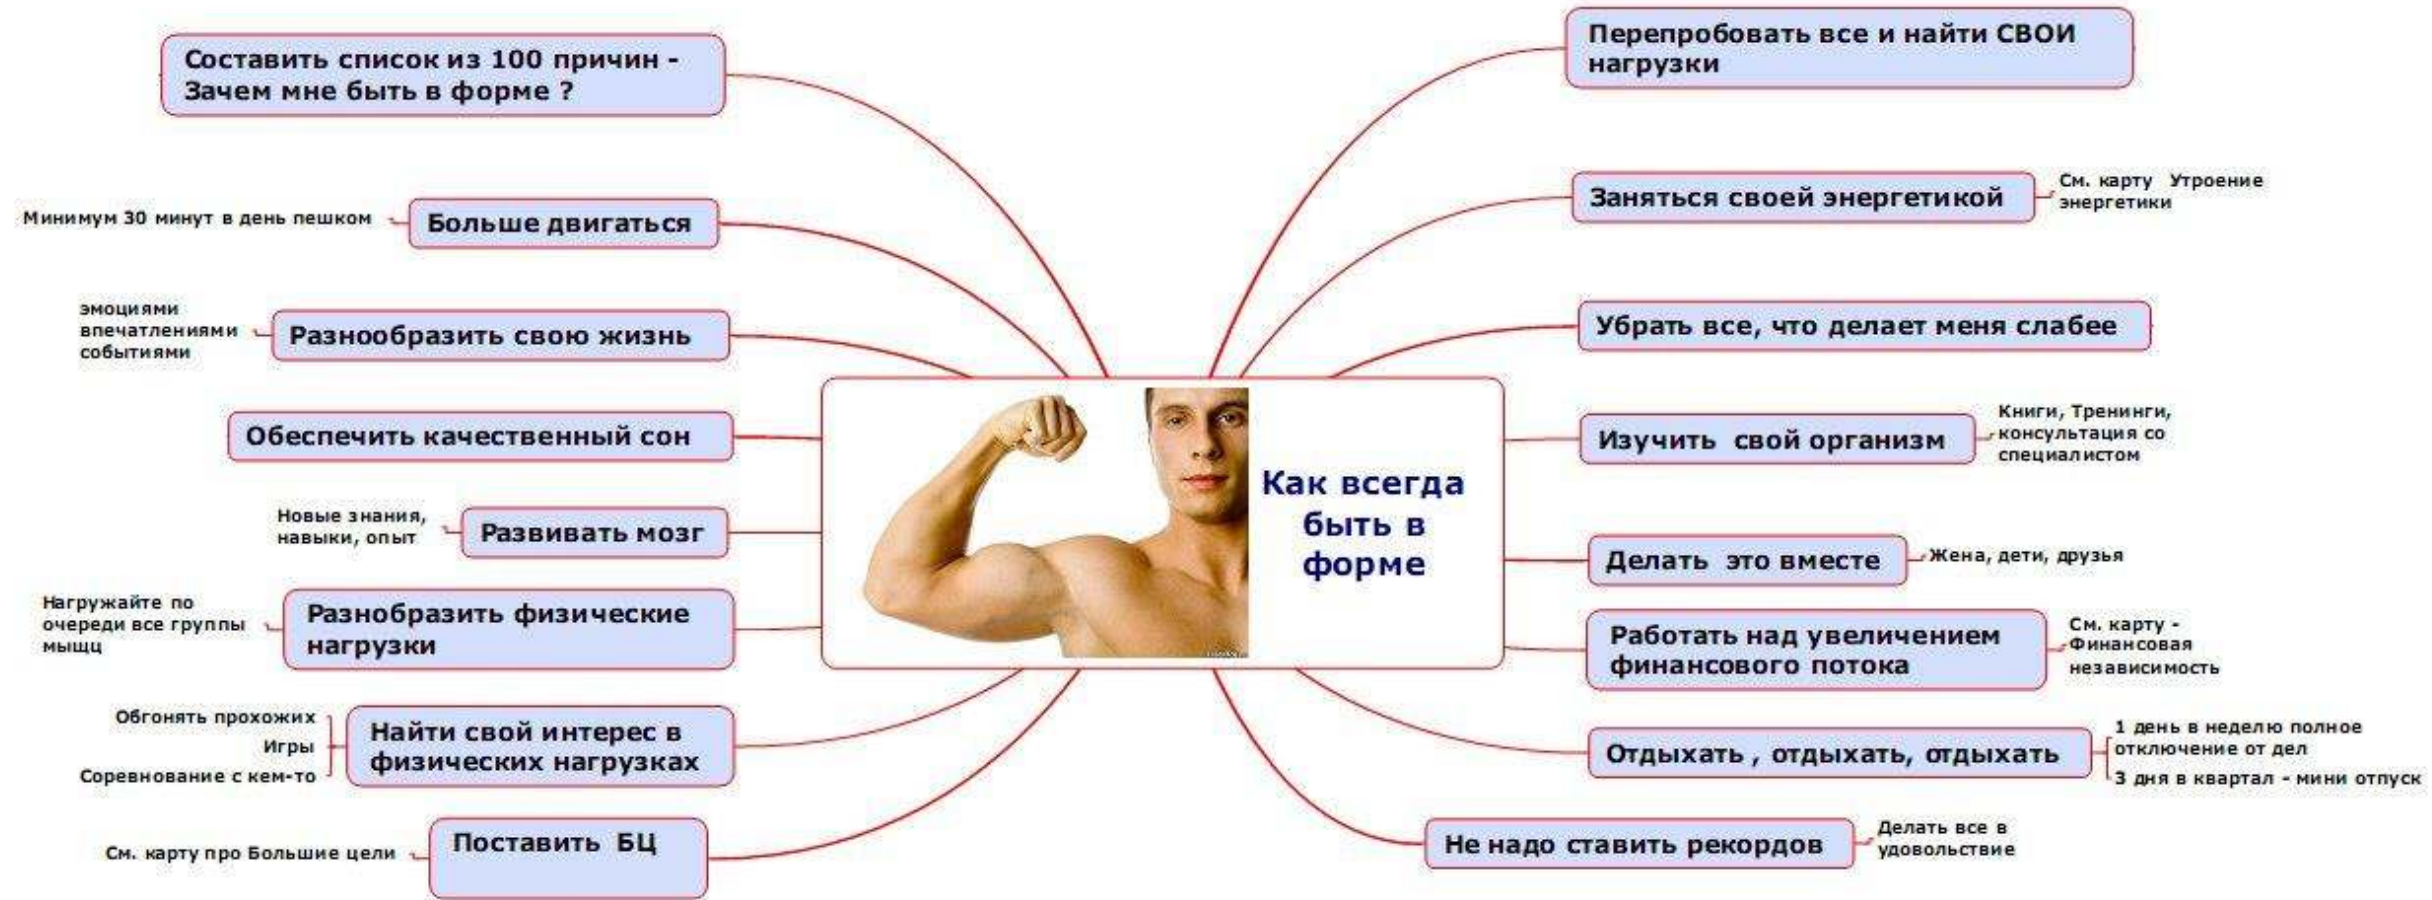 Составить список из 100 причин -
Зачем мне быть в форме ?
Минимум 30 минут в день пешком
Больше двигаться
эмоциями
впечатлениями
событиями
Разнообразить свою жизнь
Обеспечить качественный сон
Новые знания,
навыки, опыт
Развивать мозг
Нагружайте по
очереди все группы
мыщц
Разнобразить физические
нагрузки
Обгонять прохожих
Игры
Соревнование с кем-то
Найти свой интерес в
физических нагрузках
См. карту про Большие цели
Поставить БЦ
Как всегда
быть в
форме
Перепробовать все и найти СВОИ
нагрузки
Заняться своей энергетикой
См. карту Утроение
энергетики
Убрать все, что делает меня слабее
Изучить свой организм
Книги, Тренинги,
консультация со
специалистом
Делать это вместе
Жена, дети, друзья
Работать над увеличением
финансового потока
См. карту -
Финансовая
независимость
Отдыхать , отдыхать, отдыхать
1 день в неделю полное
отключение от дел
3 дня в квартал - мини отпуск
Не надо ставить рекордов
Делать все в
удовольствие